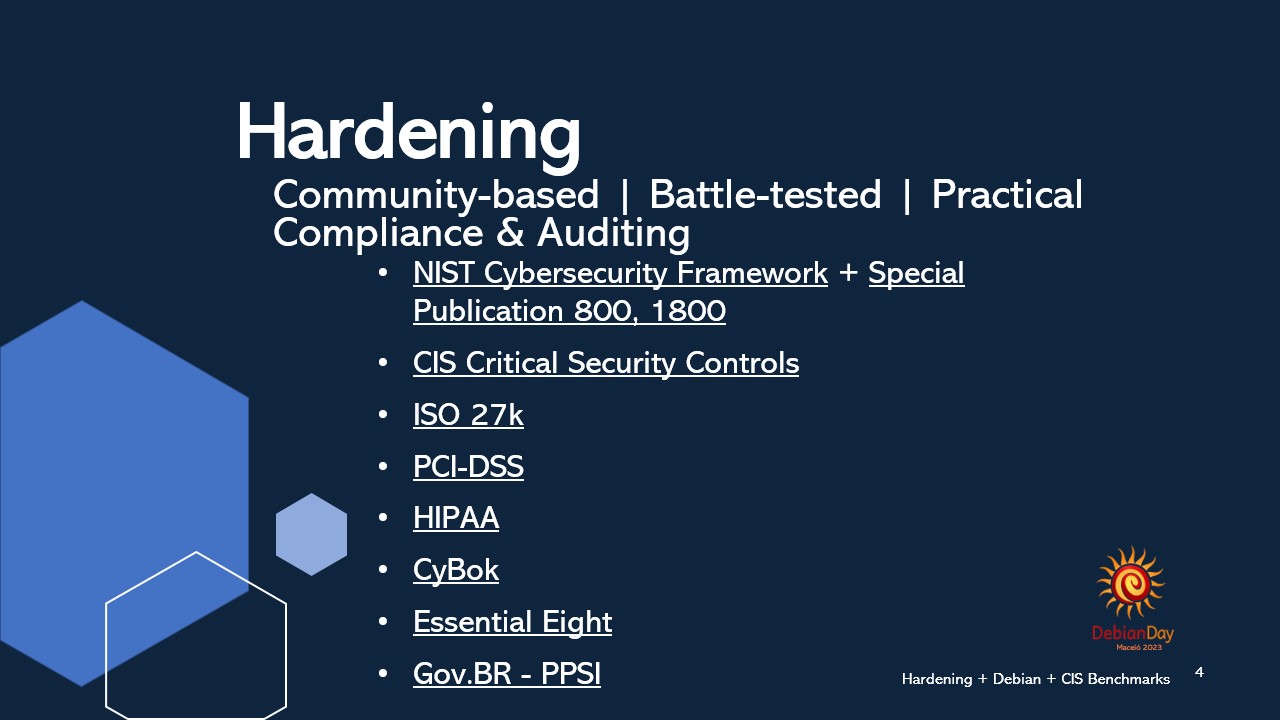 Hardening
Community-based | Battle-tested | Practical
Compliance & Auditing
• NIST Cybersecurity Framework + Special
Publication 800, 1800
• CIS Critical Security Controls
• ISO 27k
• PCI-DSS
• HIPAA
• CyBok
• Essential Eight
• Gov.BR - PPSI
DebianDay
Maceió 2023
Hardening + Debian + CIS Benchmarks
4